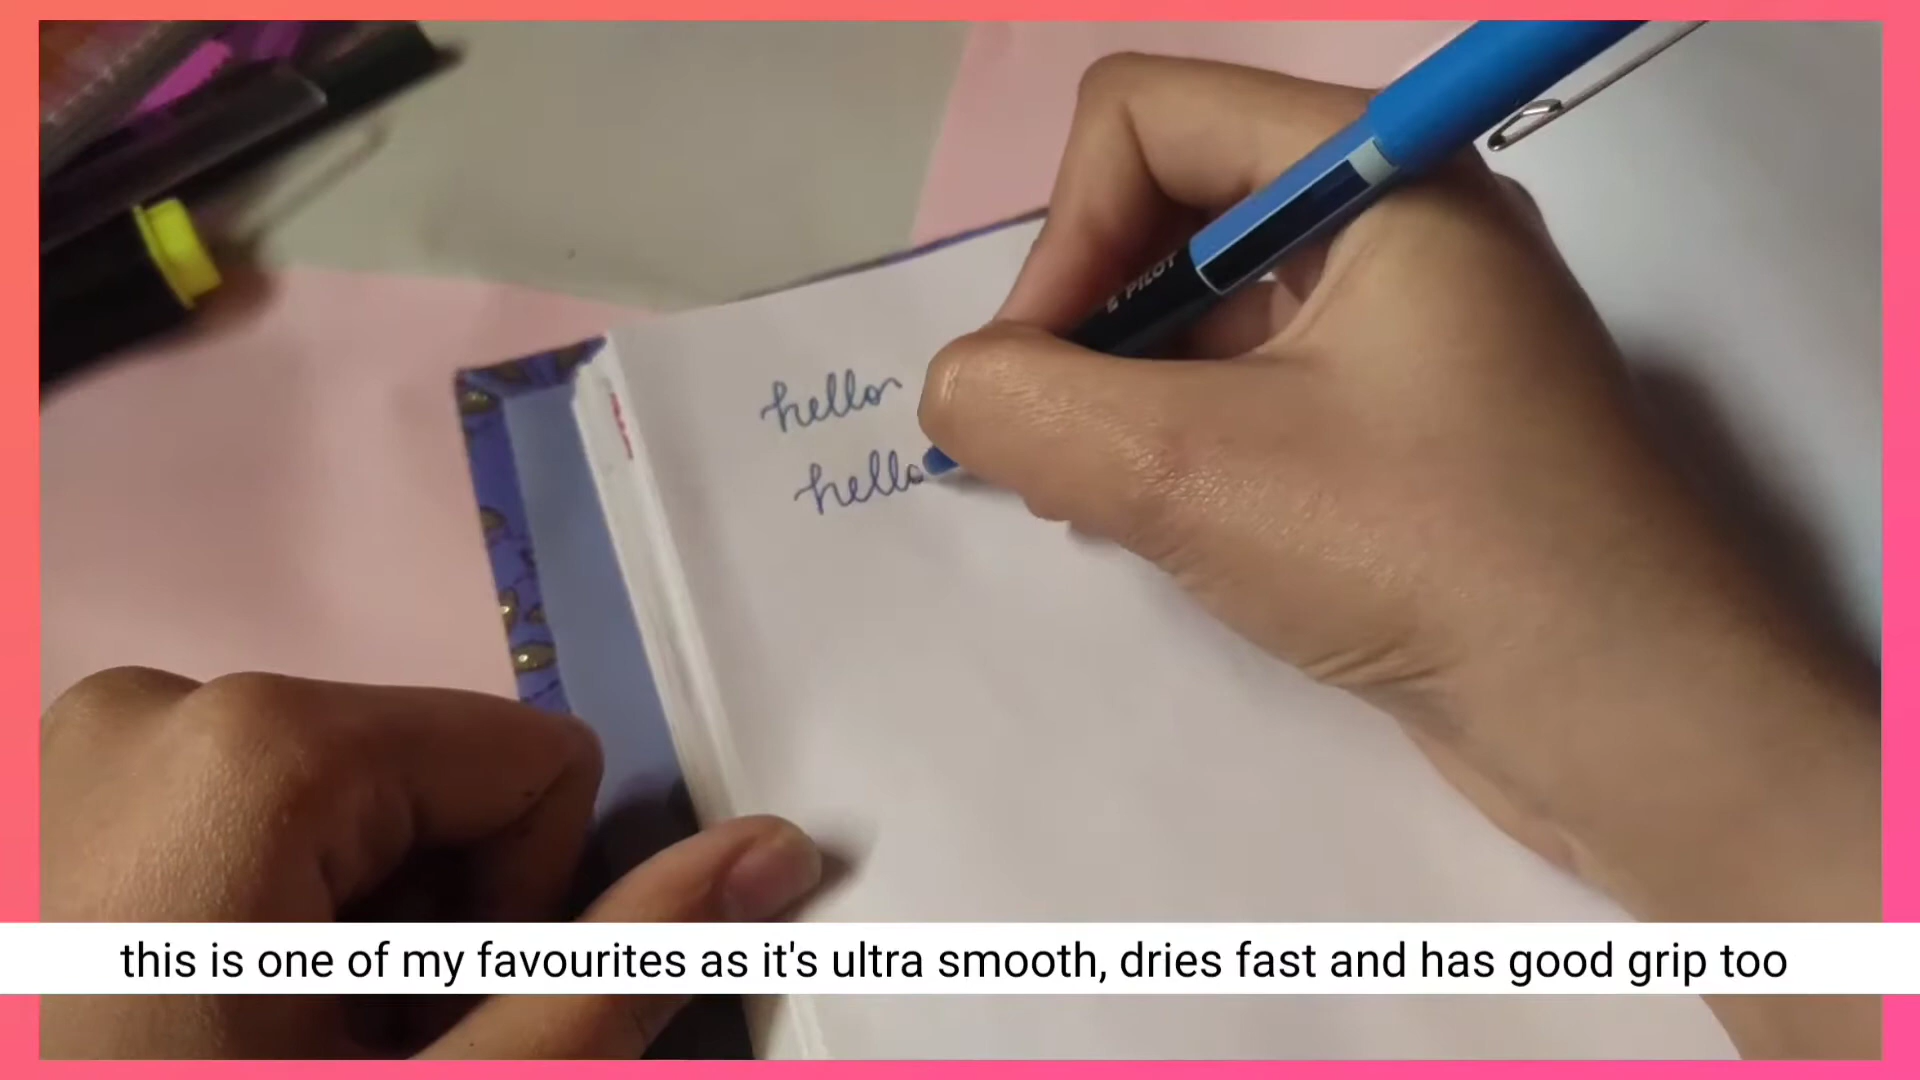 PILOT
hello
hello
this is one of my favourites as it's ultra smooth, dries fast and has good grip too